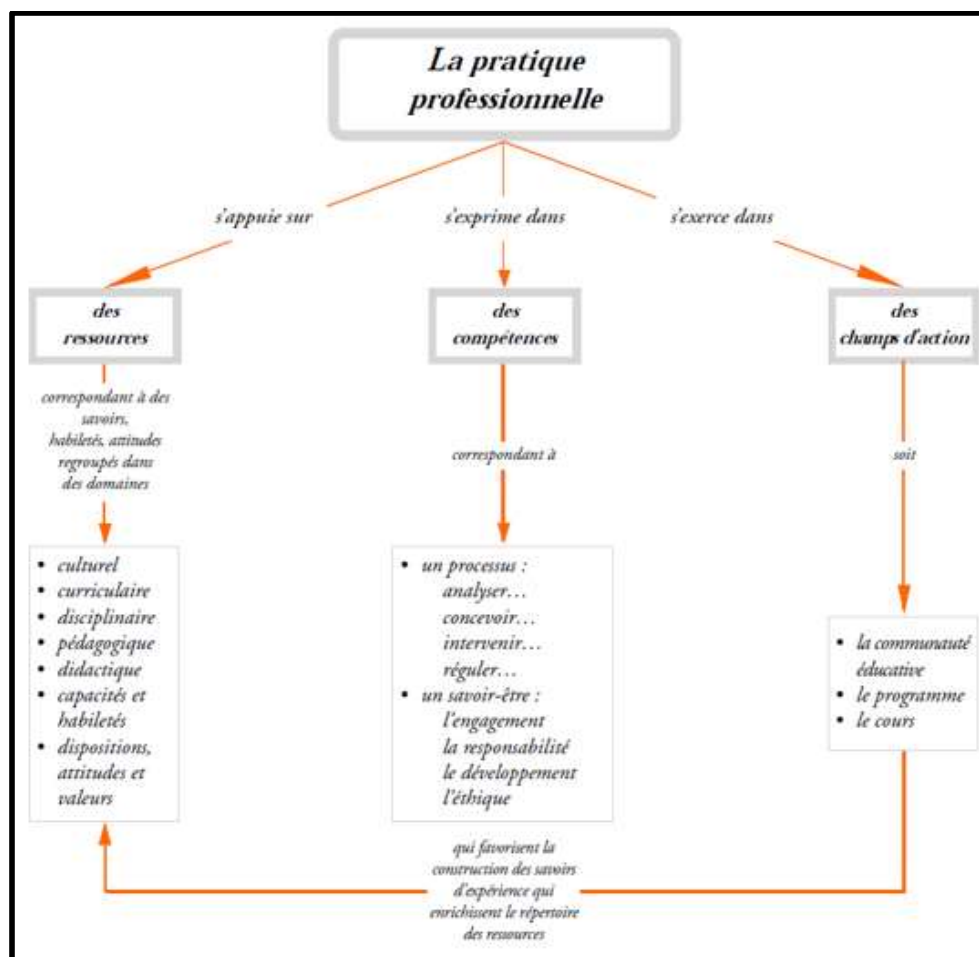 La pratique
professionnelle
s'appuie sur
s'exprime dans
s'exerce dans
des
ressources
des
compétences
des
champs d'action
correspondant à des
savoirs,
habiletés, attitudes
regroupés dans
des domaines
correspondant à
soit
• culturel
• curriculaire
• disciplinaire
• pédagogique
• didactique
• capacités et
habiletés
• dispositions,
attitudes et
valeurs
• un processus :
analyser…
concevoir…
intervenir…
réguler…
• un savoir-être :
l'engagement
la responsabilité
le développement
l'éthique
• la communauté
éducative
• le programme
• le cours
qui favorisent la
construction des savoirs
d'expérience qui
enrichissent le répertoire
des ressources